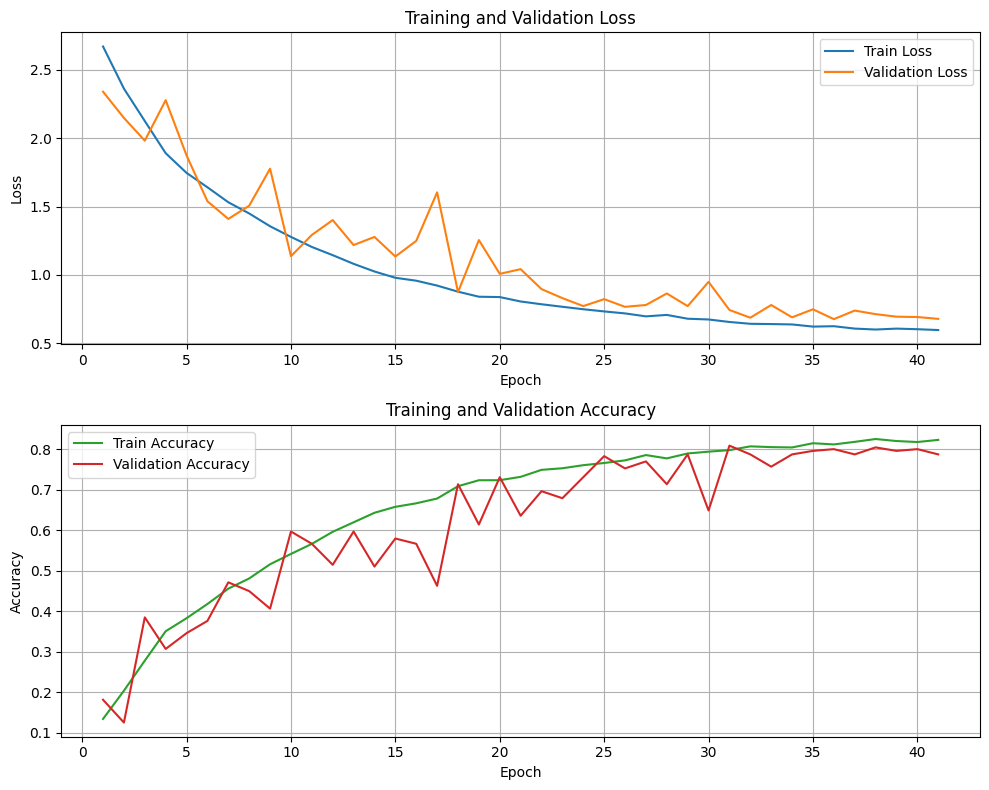 Training and Validation Loss
Train Loss
Validation Loss
Loss
2.5
2.0
1.5
1.0
0.5
0 5 10 15 20 25 30 35 40
Epoch
Training and Validation Accuracy
Train Accuracy
Validation Accuracy
Accuracy
0.8
0.7
0.6
0.5
0.4
0.3
0.2
0.1
0 5 10 15 20 25 30 35 40
Epoch